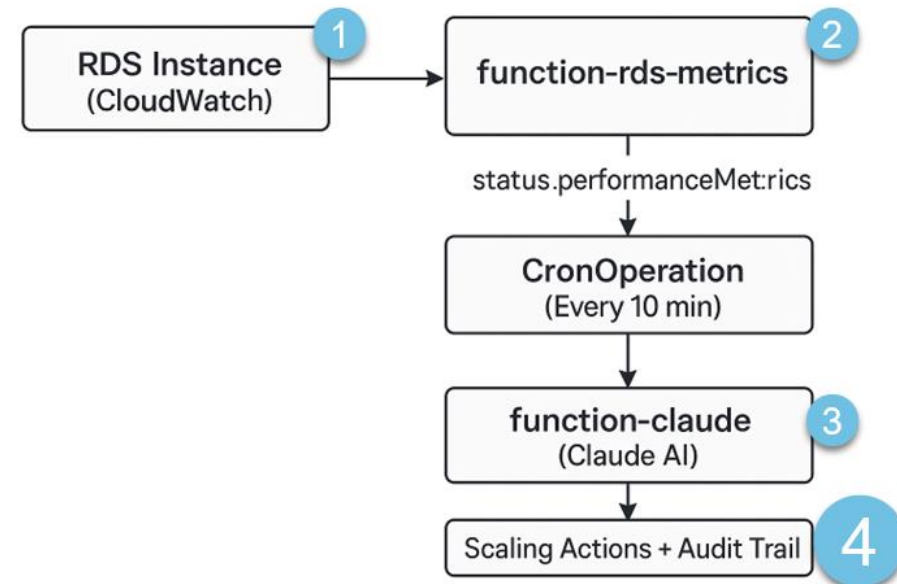 1
RDS Instance
(CloudWatch)
2
function-rds-metrics
status.performanceMet:rics
CronOperation
(Every 10 min)
3
function-claude
(Claude AI)
Scaling Actions + Audit Trail
4